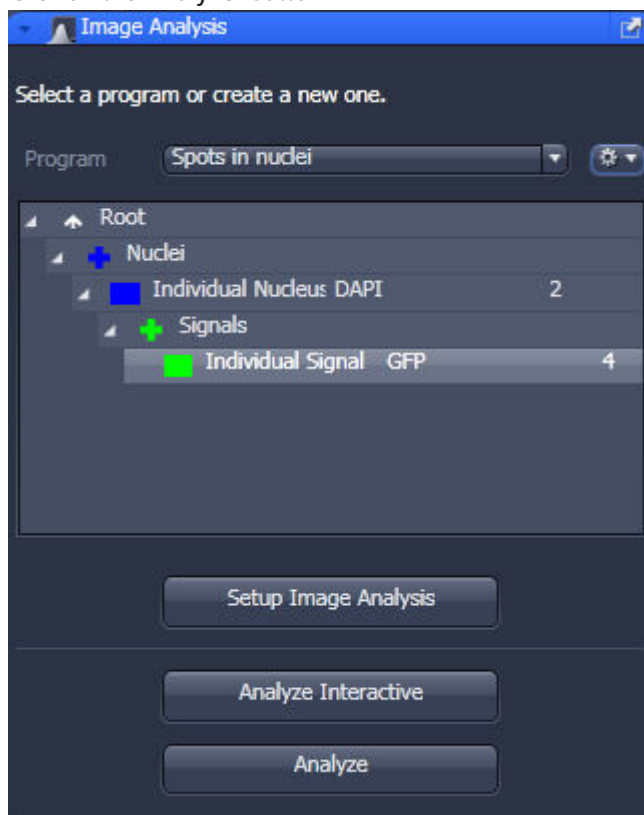 Image Analysis
Select a program or create a new one.
Program Spots in nuclei
Root
Nuclei
Individual Nucleus DAPI 2
Signals
Individual Signal GFP 4
Setup Image Analysis
Analyze Interactive
Analyze